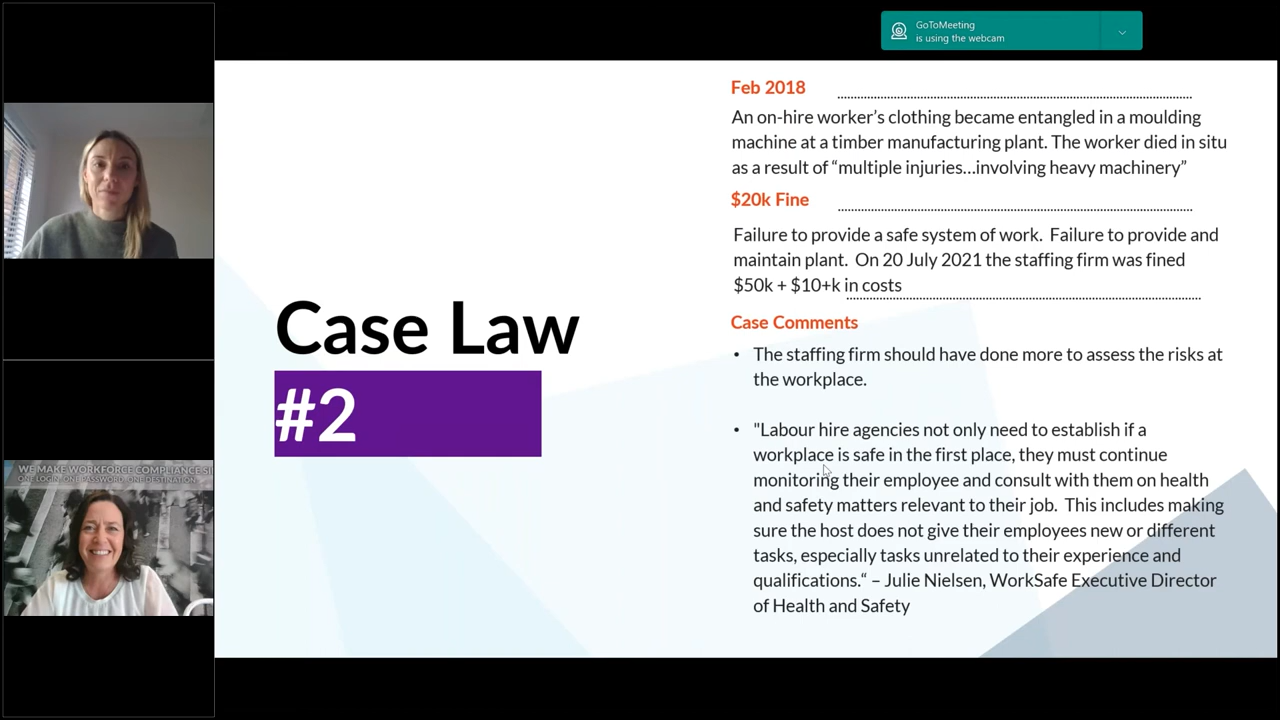 GoToMeeting
is using the webcam
Feb 2018
An on-hire worker's clothing became entangled in a moulding
machine at a timber manufacturing plant. The worker died in situ
as a result of “multiple injuries...involving heavy machinery”
$20k Fine
Failure to provide a safe system of work.  Failure to provide and
maintain plant.  On 20 July 2021 the staffing firm was fined
$50k + $10+k in costs
Case Law
#2
Case Comments
• The staffing firm should have done more to assess the risks at
the workplace.
• "Labour hire agencies not only need to establish if a
workplace is safe in the first place, they must continue
monitoring their employee and consult with them on health
and safety matters relevant to their job.  This includes making
sure the host does not give their employees new or different
tasks, especially tasks unrelated to their experience and
qualifications.“ – Julie Nielsen, WorkSafe Executive Director
of Health and Safety
WE MAKE WORKFORCE COMPLIANCE SI
ONE LOGIN, ONE PASSWORD, ONE DESTINATION